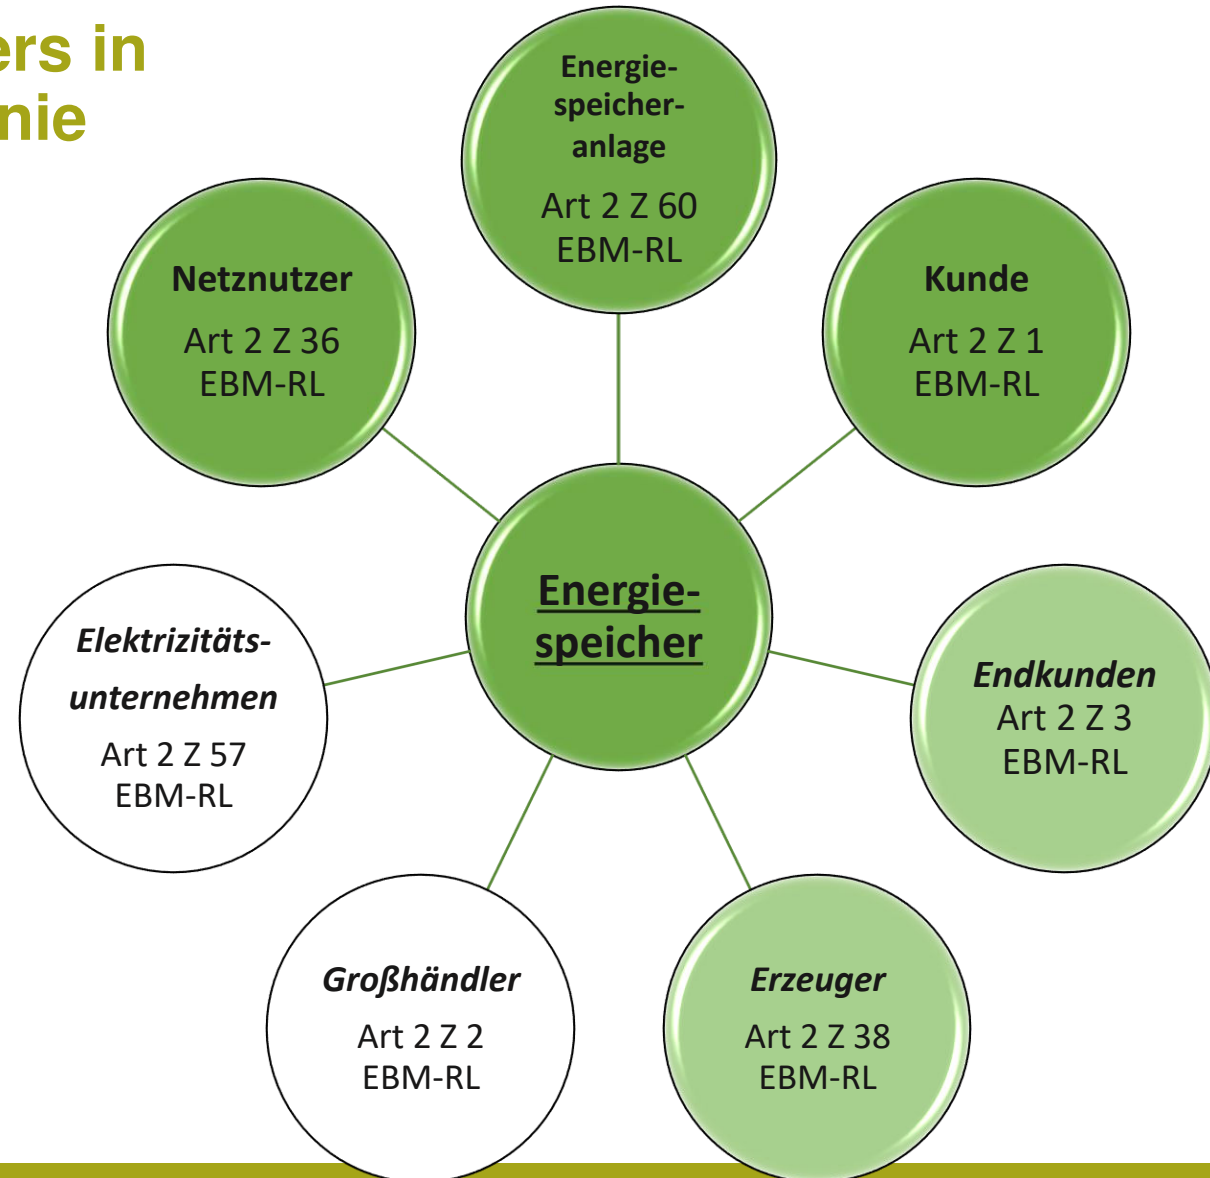 ers in
nie
Energie-
speicher-
anlage
Art 2 Z 60
EBM-RL
Netznutzer
Art 2 Z 36
EBM-RL
Kunde
Art 2 Z 1
EBM-RL
Energie-
speicher
Elektrizitäts-
unternehmen
Art 2 Z 57
EBM-RL
Endkunden
Art 2 Z 3
EBM-RL
Großhändler
Art 2 Z 2
EBM-RL
Erzeuger
Art 2 Z 38
EBM-RL